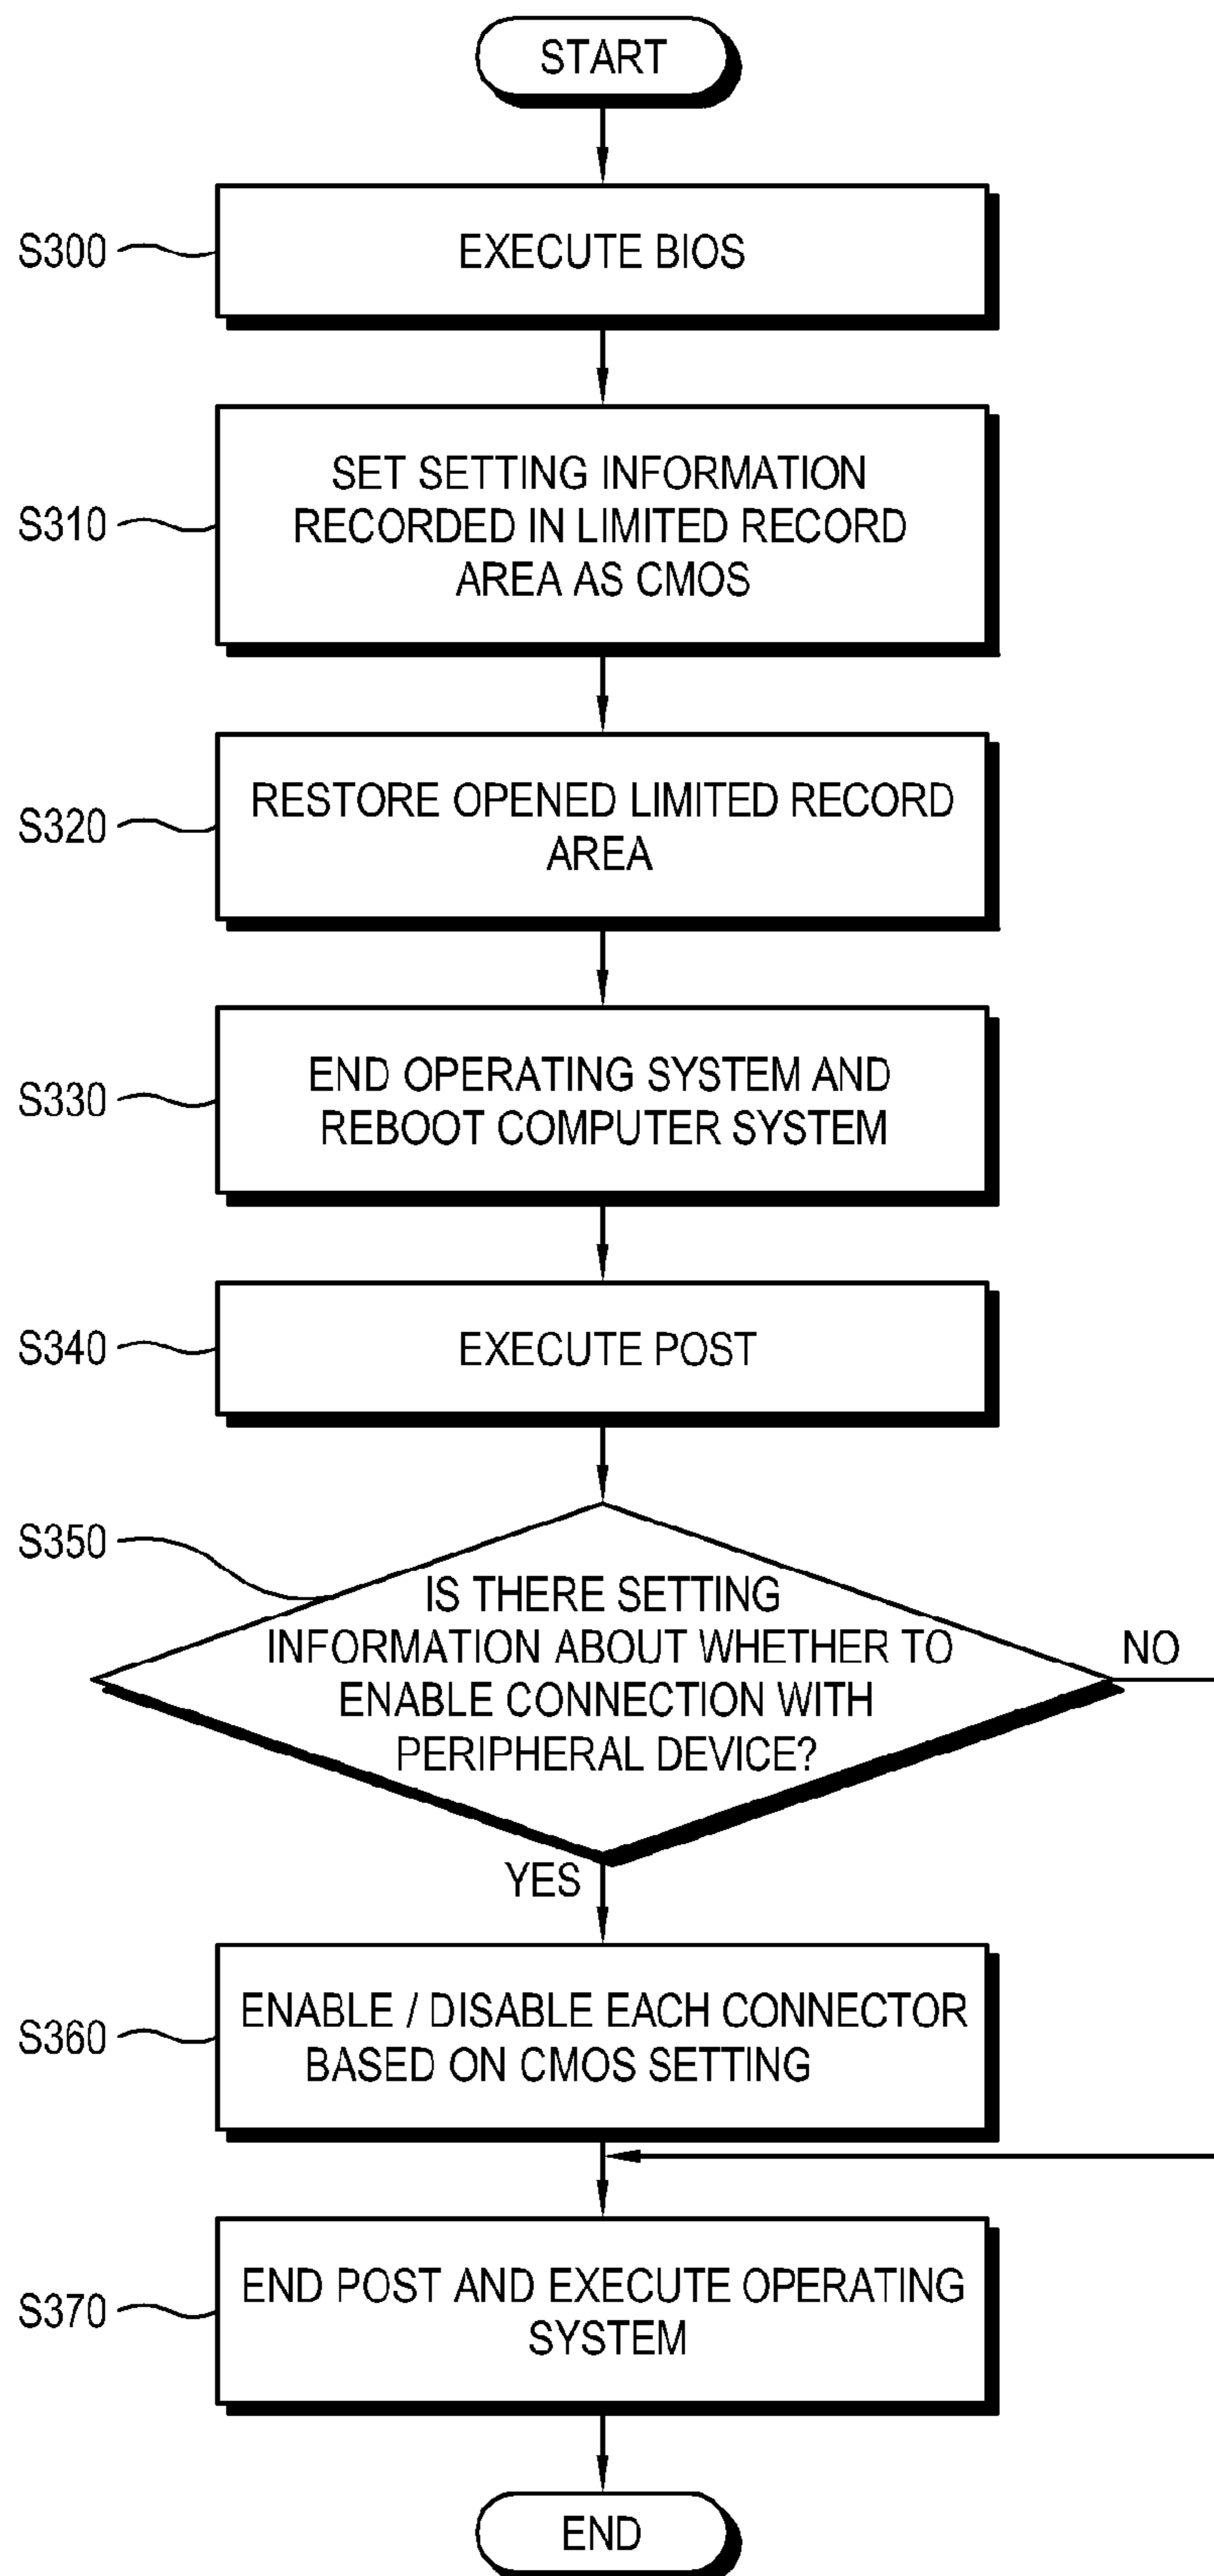 START
S300
EXECUTE BIOS
S310
SET SETTING INFORMATION
RECORDED IN LIMITED RECORD
AREA AS CMOS
S320
RESTORE OPENED LIMITED RECORD
AREA
S330
END OPERATING SYSTEM AND
REBOOT COMPUTER SYSTEM
S340
EXECUTE POST
S350
IS THERE SETTING
INFORMATION ABOUT WHETHER TO
ENABLE CONNECTION WITH
PERIPHERAL DEVICE?
NO
YES
S360
ENABLE / DISABLE EACH CONNECTOR
BASED ON CMOS SETTING
S370
END POST AND EXECUTE OPERATING
SYSTEM
END